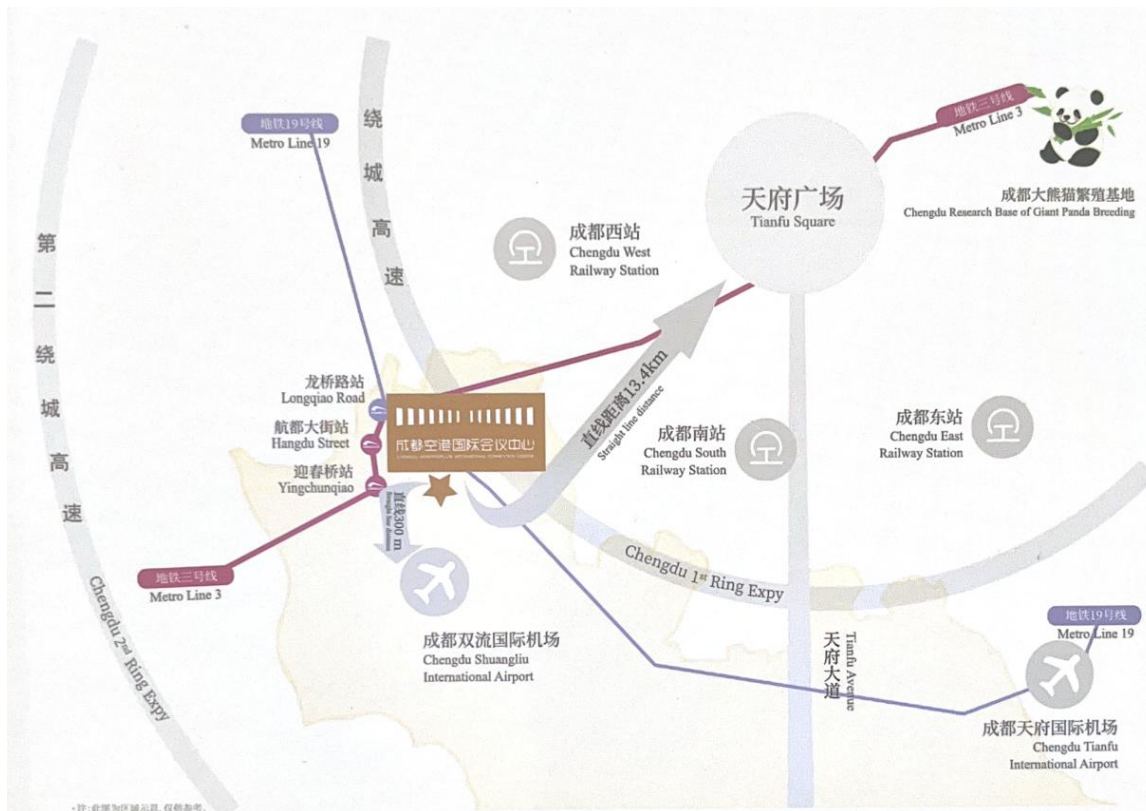 地铁19号线
Metro Line 19
绕城高速
地铁三号线
Metro Line 3
成都大熊猫繁殖基地
Chengdu Research Base of Giant Panda Breeding
天府广场
Tianfu Square
成都西站
Chengdu West
Railway Station
第二绕城高速
Chengdu 2nd Ring Expy
龙桥路站
Longqiao Road
航都大街站
Hangdu Street
迎春桥站
Yingchunqiao
成都空港国际会议中心
直线距离13.4km
Straight line distance
成都南站
Chengdu South
Railway Station
成都东站
Chengdu East
Railway Station
直线300 m
Straight line distance
地铁三号线
Metro Line 3
成都双流国际机场
Chengdu Shuangliu
International Airport
Chengdu 1st Ring Expy
天府大道
Tianfu Avenue
地铁19号线
Metro Line 19
成都天府国际机场
Chengdu Tianfu
International Airport